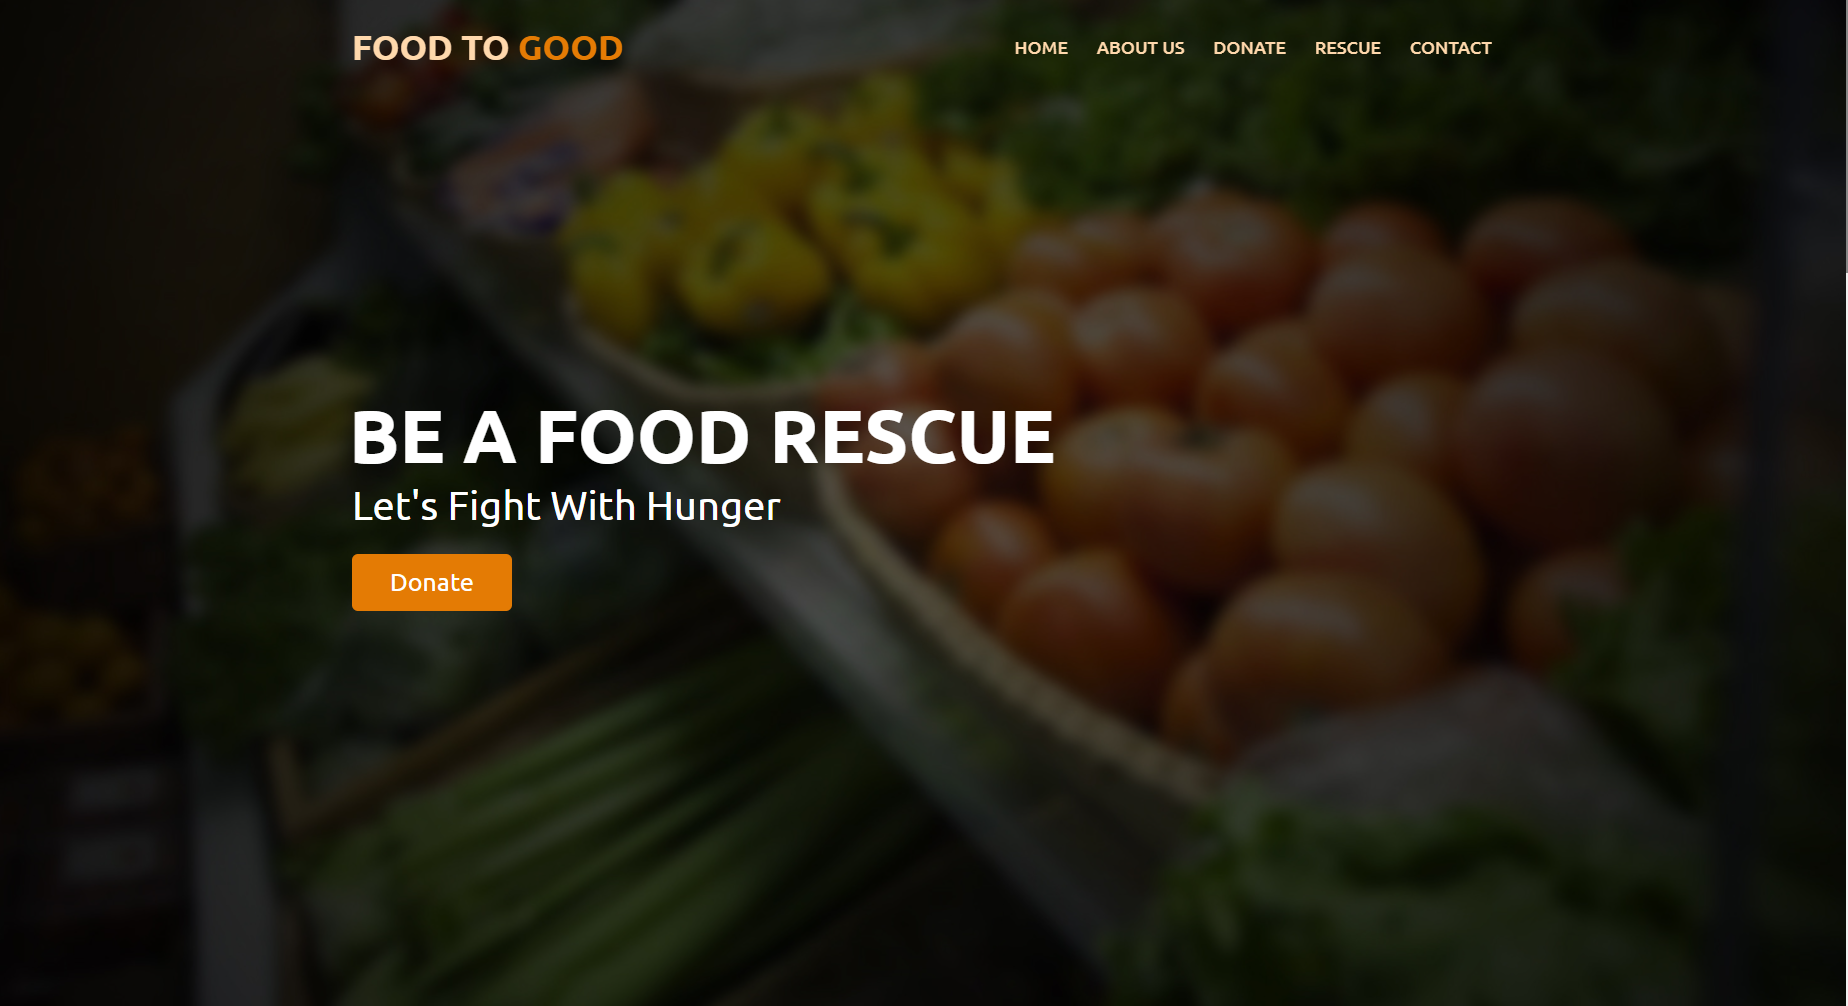 FOOD TO GOOD
HOME ABOUT US DONATE RESCUE CONTACT
BE A FOOD RESCUE
Let's Fight With Hunger
Donate